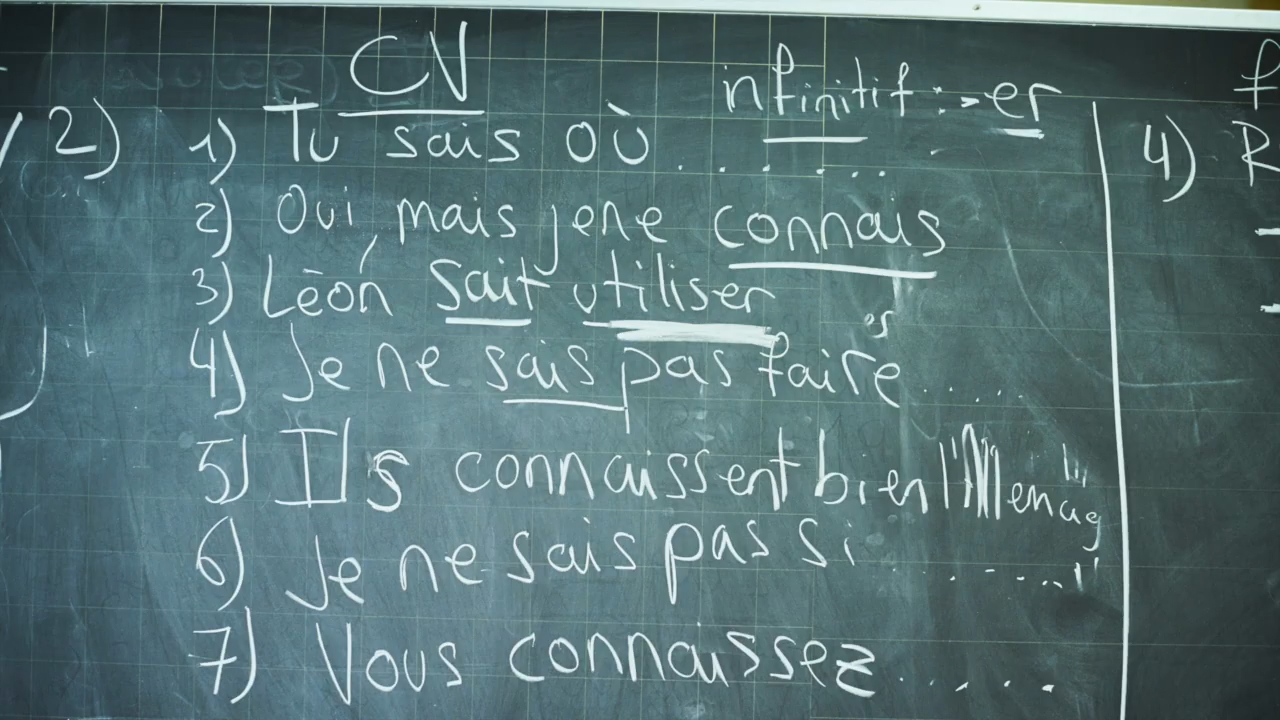 CV
infinitif :-> er
2) 1) Tu sais où . . . . . . .
2) Oui, mais je ne connais
3) Léon sait utiliser
4) Je ne sais pas faire . . . . .
5) Ils connaissent bien
6) Je ne sais pas si . . . . . .
7) Vous connaissez . . . . .
4) R